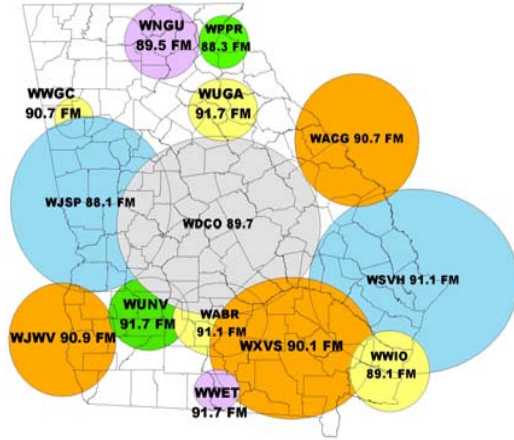 WNGU
89.5 FM
WPPR
88.3 FM
WWGC
90.7 FM
WUGA
91.7 FM
WACG 90.7 FM
WJSP 88.1 FM
WDCO 89.7
WSVH 91.1 FM
WUNV
91.7 FM
WABR
91.1 FM
WJWV 90.9 FM
WXVS 90.1 FM
WWIO
89.1 FM
WWET
91.7 FM